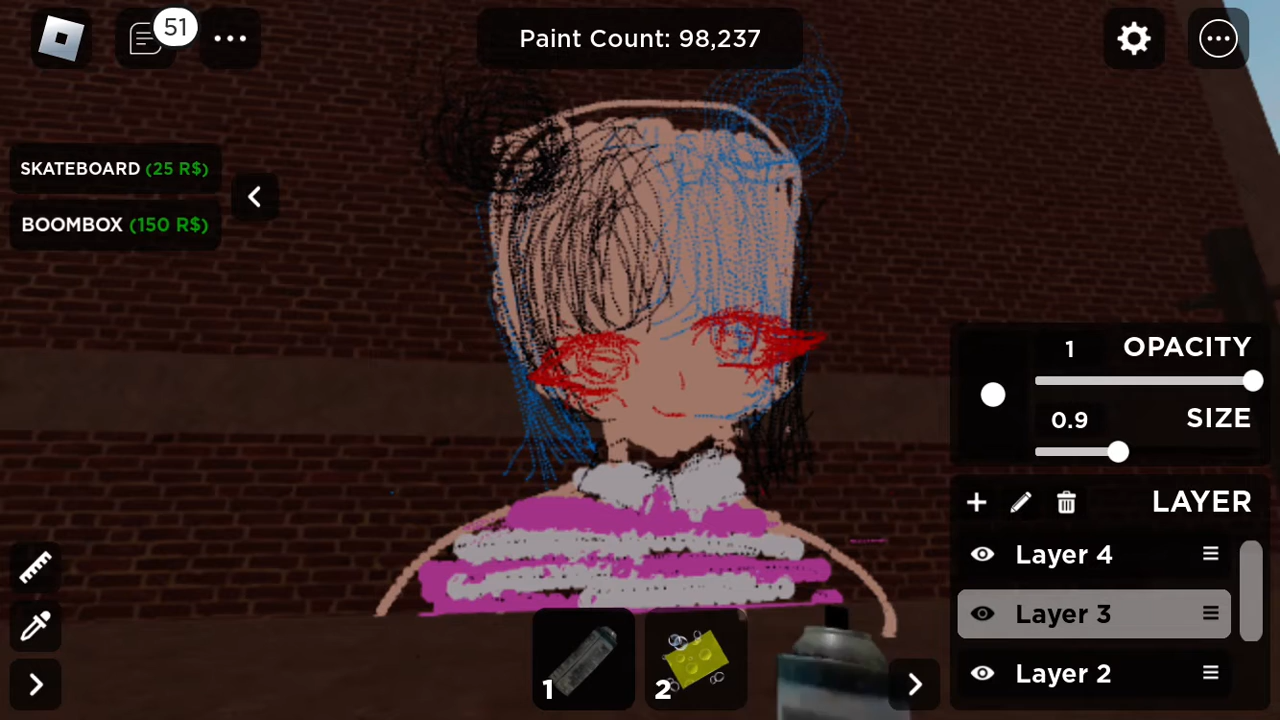 51
Paint Count: 98,237
SKATEBOARD (25 R$)
BOOMBOX (150 R$)
1 OPACITY
0.9 SIZE
LAYER
Layer 4
Layer 3
Layer 2
1
2